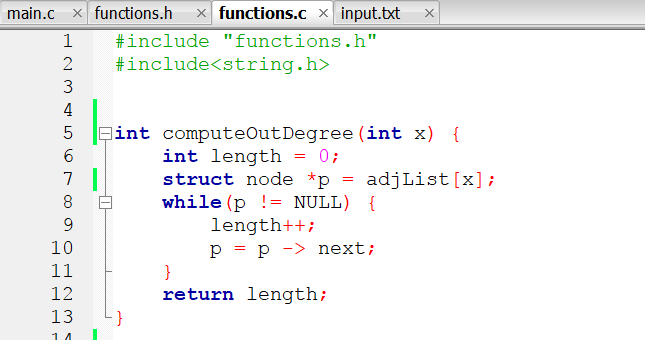 main.c functions.h functions.c input.txt
1 #include "functions.h"
2 #include<string.h>
3
4
5 int computeOutDegree(int x) {
6 int length = 0;
7 struct node *p = adjList[x];
8 while(p != NULL) {
9 length++;
10 p = p -> next;
11 }
12 return length;
13 }
14